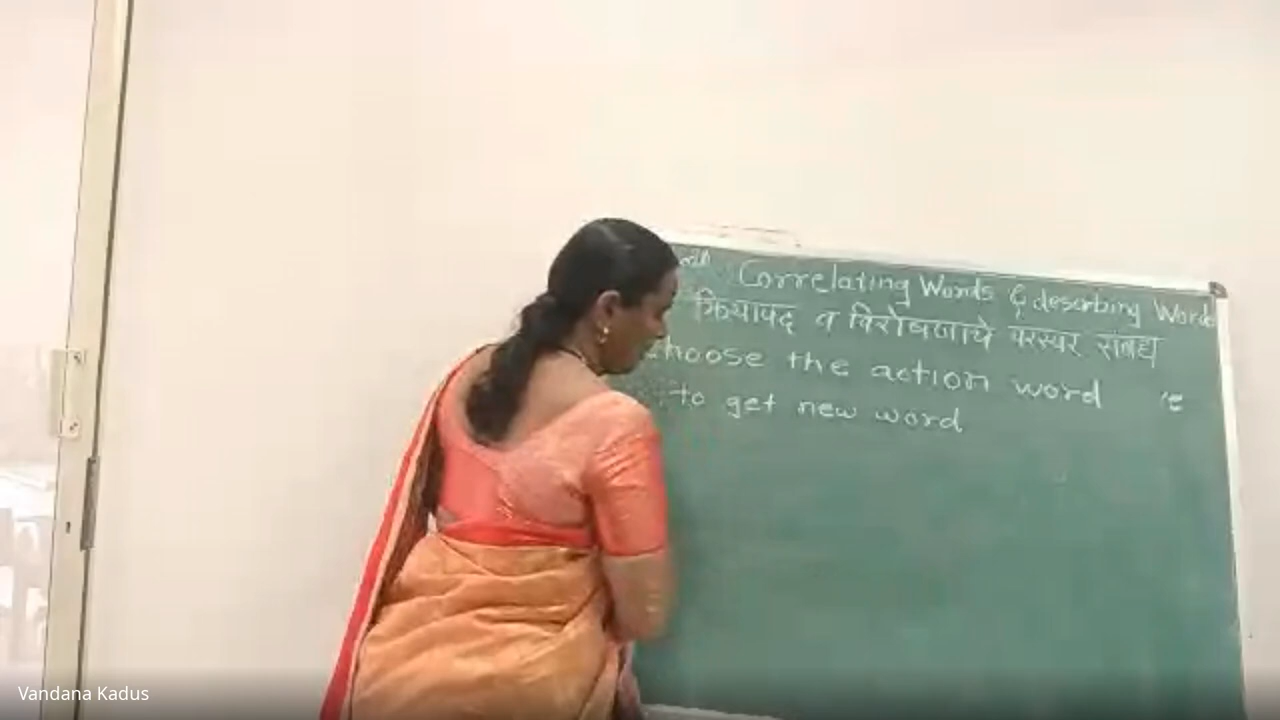 Correlating Words & describing Words
क्रियापद व विशेषणाचे परस्पर संबंध
choose the action word
to get new word
Vandana Kadus